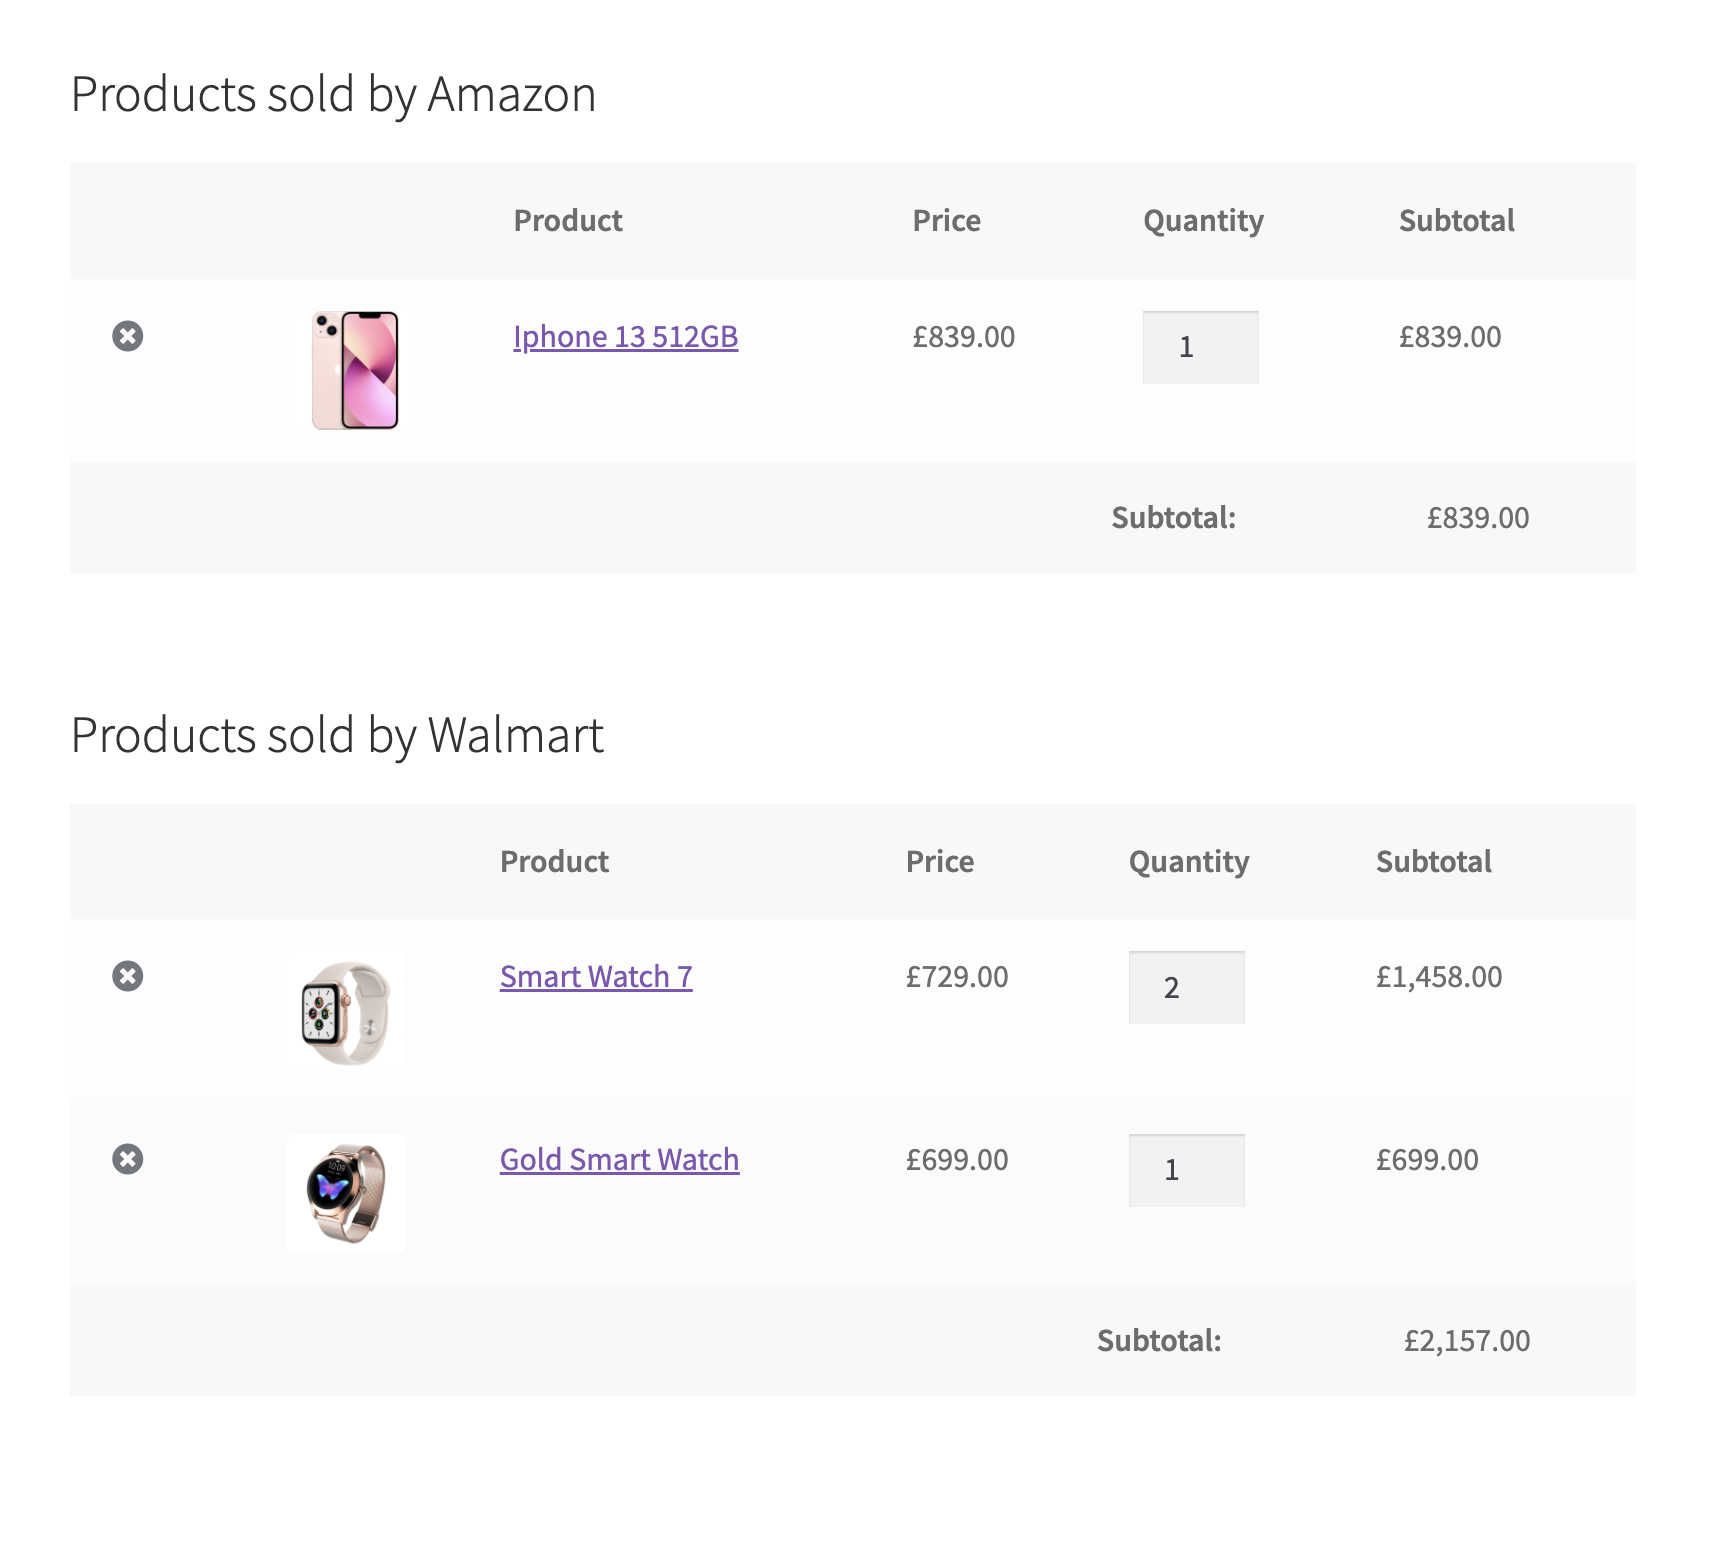 Products sold by Amazon
Product Price Quantity Subtotal
Iphone 13 512GB £839.00 1 £839.00
Subtotal: £839.00
Products sold by Walmart
Product Price Quantity Subtotal
Smart Watch 7 £729.00 2 £1,458.00
Gold Smart Watch £699.00 1 £699.00
10:09
Subtotal: £2,157.00